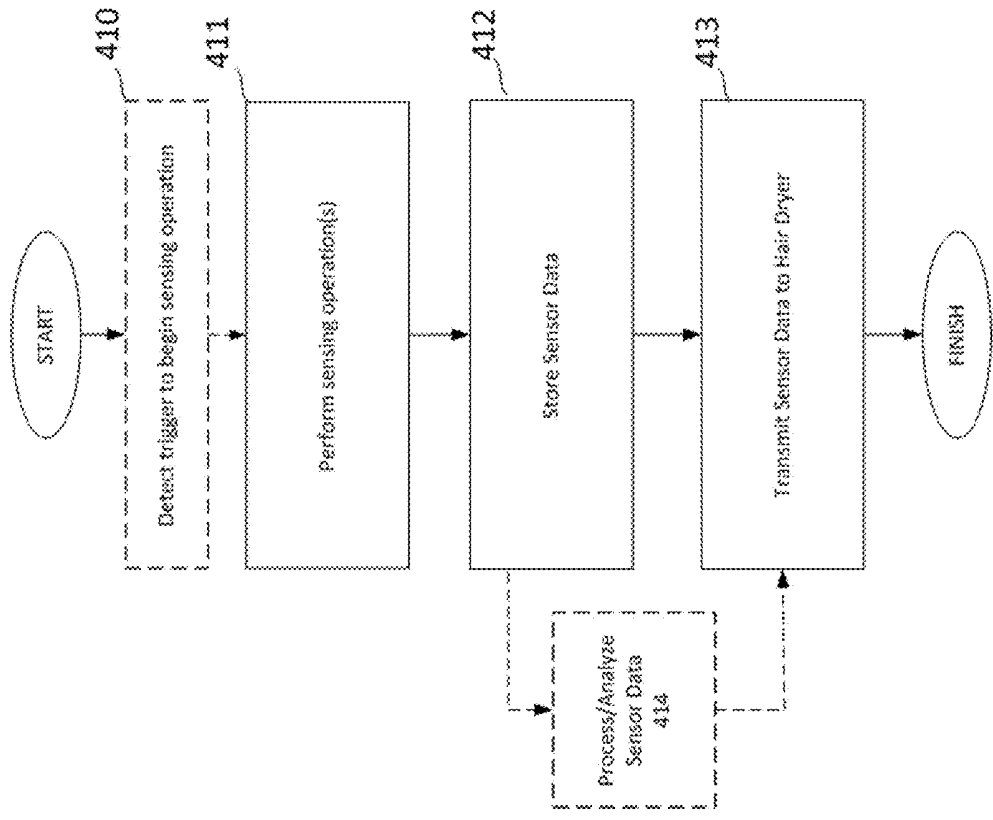 START
410
Detect trigger to begin sensing operation
411
Perform sensing operation(s)
412
Store Sensor Data
Process/Analyze
Sensor Data
414
413
Transmit Sensor Data to Hair Dryer
FINISH